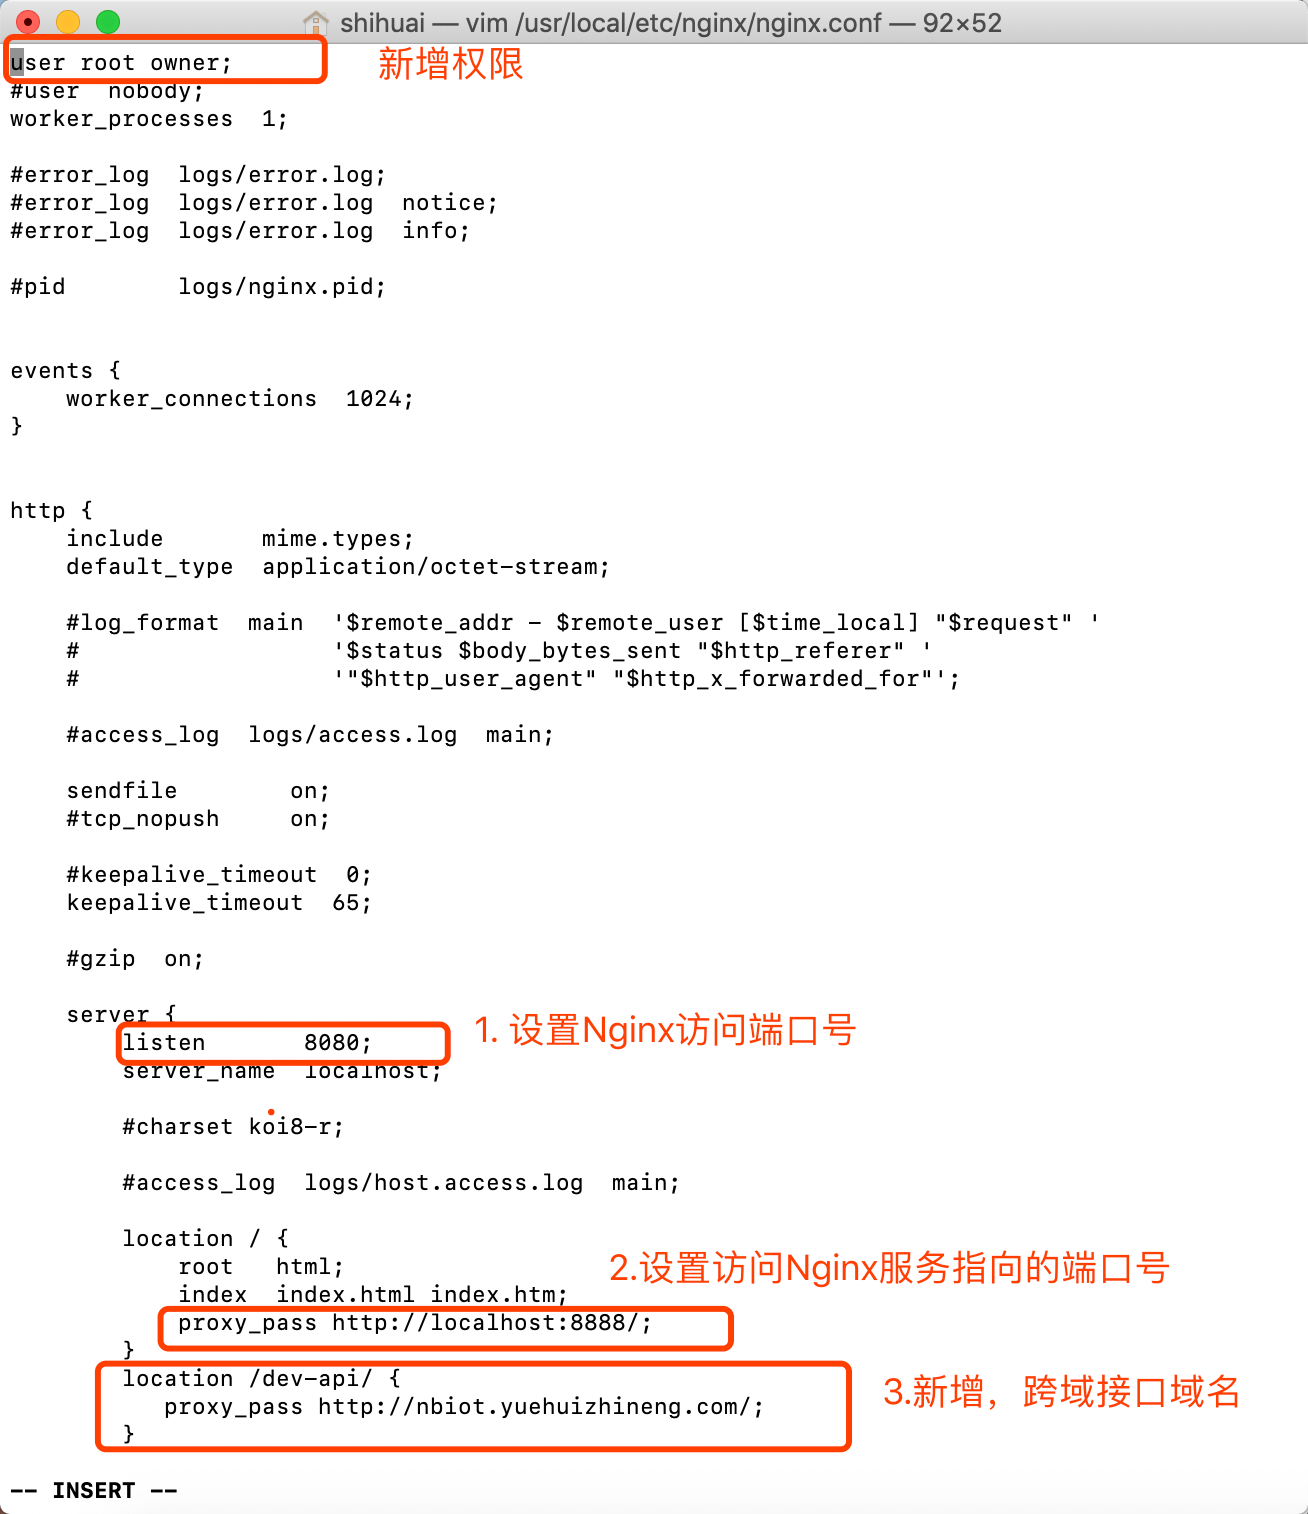 shihuai — vim /usr/local/etc/nginx/nginx.conf — 92×52
user root owner;
新增权限
#user  nobody;
worker_processes  1;
#error_log  logs/error.log;
#error_log  logs/error.log  notice;
#error_log  logs/error.log  info;
#pid        logs/nginx.pid;
events {
    worker_connections  1024;
}
http {
    include       mime.types;
    default_type  application/octet-stream;
    #log_format  main  '$remote_addr - $remote_user [$time_local] "$request" '
    #                  '$status $body_bytes_sent "$http_referer" '
    #                  '"$http_user_agent" "$http_x_forwarded_for"';
    #access_log  logs/access.log  main;
    sendfile        on;
    #tcp_nopush     on;
    #keepalive_timeout  0;
    keepalive_timeout  65;
    #gzip  on;
    server {
        listen       8080;
1. 设置Nginx访问端口号
        server_name  localhost;
        #charset koi8-r;
        #access_log  logs/host.access.log  main;
        location / {
            root   html;
2.设置访问Nginx服务指向的端口号
            index  index.html index.htm;
            proxy_pass http://localhost:8888/;
        }
        location /dev-api/ {
3.新增，跨域接口域名
           proxy_pass http://nbiot.yuehuizhineng.com/;
        }
-- INSERT --